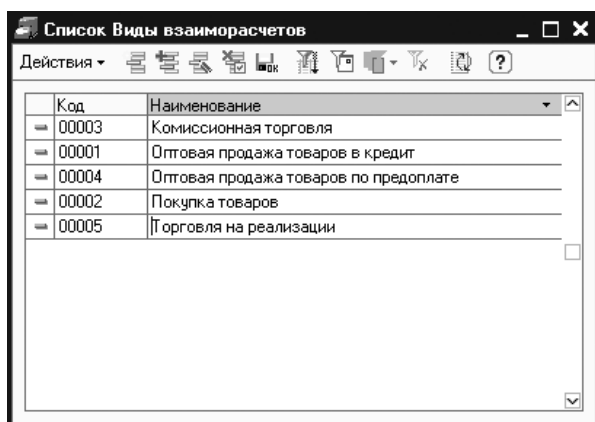 Список Виды взаиморасчетов
Действия
Код Наименование
00003 Комиссионная торговля
00001 Оптовая продажа товаров в кредит
00004 Оптовая продажа товаров по предоплате
00002 Покупка товаров
00005 Торговля на реализации